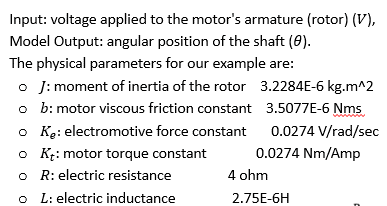 Input: voltage applied to the motor's armature (rotor) (V),
Model Output: angular position of the shaft (θ).
The physical parameters for our example are:
o J: moment of inertia of the rotor 3.2284E-6 kg.m^2
o b: motor viscous friction constant 3.5077E-6 Nms
o Ke: electromotive force constant 0.0274 V/rad/sec
o Kt: motor torque constant 0.0274 Nm/Amp
o R: electric resistance 4 ohm
o L: electric inductance 2.75E-6H